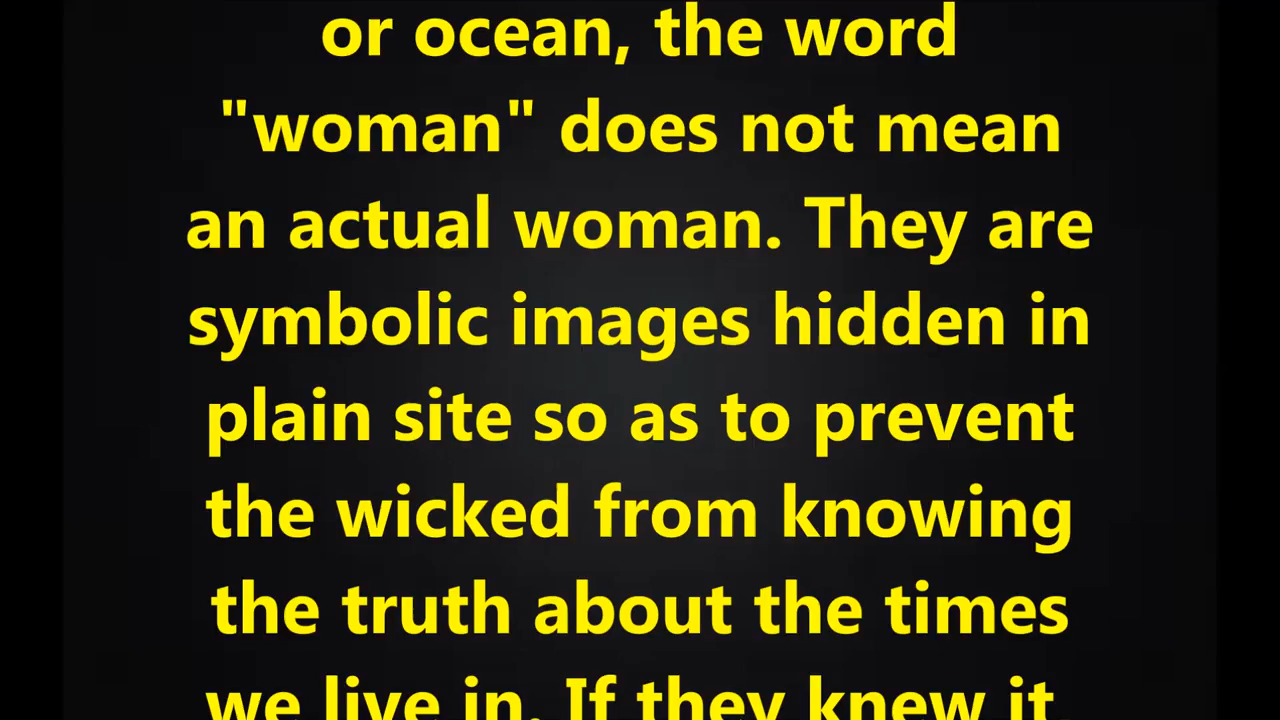 or ocean, the word
"woman" does not mean
an actual woman. They are
symbolic images hidden in
plain site so as to prevent
the wicked from knowing
the truth about the times
we live in. If they knew it